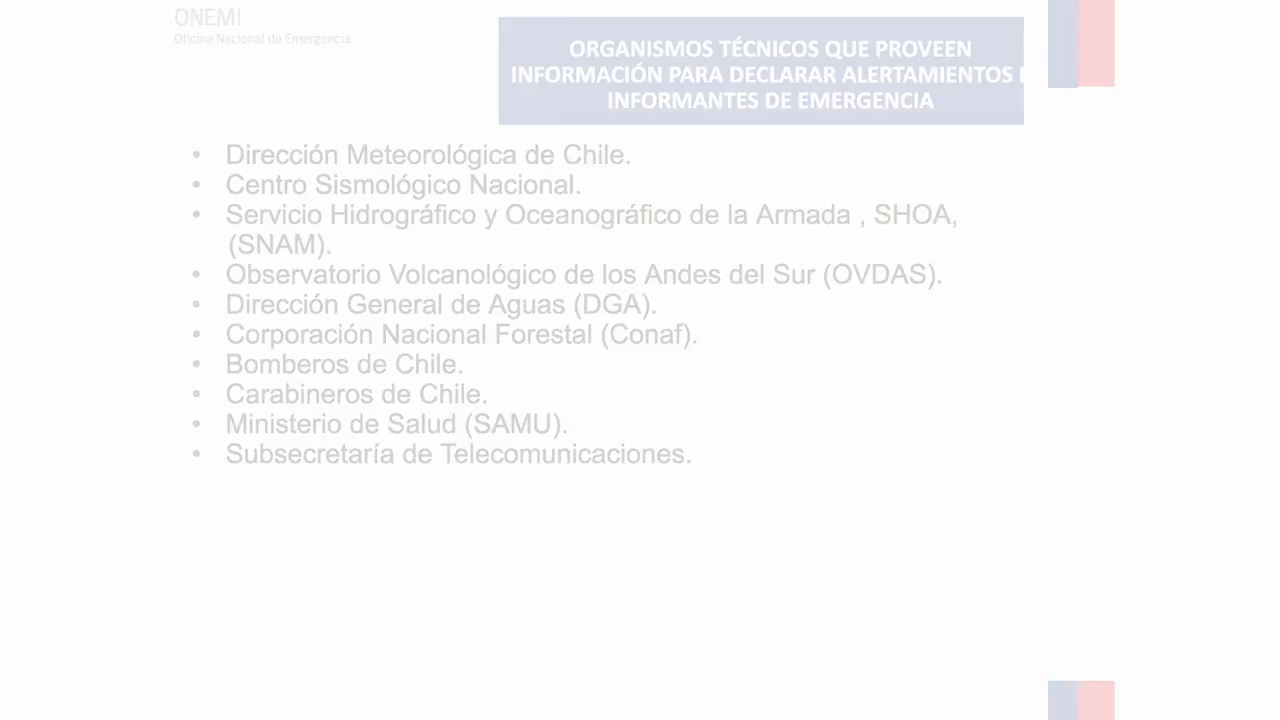 ONEMI
Oficina Nacional de Emergencia
ORGANISMOS TÉCNICOS QUE PROVEEN
INFORMACIÓN PARA DECLARAR ALERTAMIENTOS
INFORMANTES DE EMERGENCIA
• Dirección Meteorológica de Chile.
• Centro Sismológico Nacional.
• Servicio Hidrográfico y Oceanográfico de la Armada , SHOA,
(SNAM).
• Observatorio Volcanológico de los Andes del Sur (OVDAS).
• Dirección General de Aguas (DGA).
• Corporación Nacional Forestal (Conaf).
• Bomberos de Chile.
• Carabineros de Chile.
• Ministerio de Salud (SAMU).
• Subsecretaría de Telecomunicaciones.